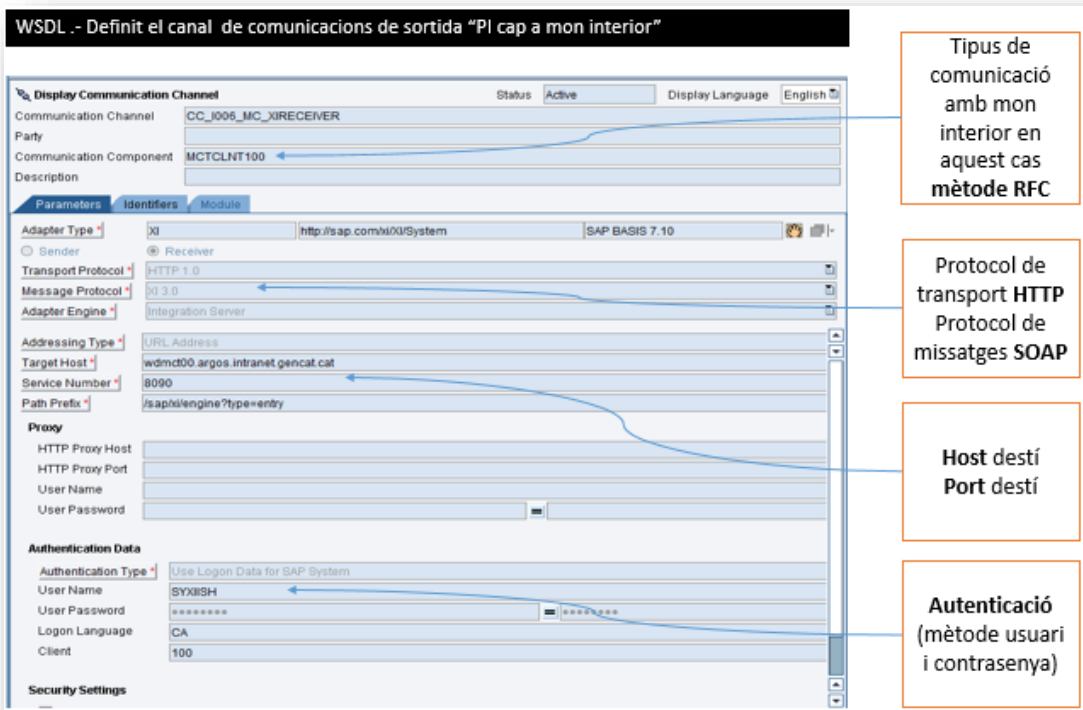 WSDL .- Definit el canal de comunicacions de sortida “PI cap a mon interior”
Display Communication Channel
Status Active
Display Language English
Communication Channel CC_I006_MC_XIRECEIVER
Party
Communication Component MCTCLNT100
Description
Parameters Identifiers Module
Adapter Type * XI http://sap.com/xi/XI/System SAP BASIS 7.10
Sender Receiver
Transport Protocol * HTTP 1.0
Message Protocol * XI 3.0
Adapter Engine * Integration Server
Addressing Type * URL Address
Target Host * wdmct00.argos.intranet.gencat.cat
Service Number * 8090
Path Prefix * /sap/xi/engine?type=entry
Proxy
HTTP Proxy Host
HTTP Proxy Port
User Name
User Password
Authentication Data
Authentication Type * Use Logon Data for SAP System
User Name SYXIISH
User Password
Logon Language CA
Client 100
Security Settings
Tipus de
comunicació
amb mon
interior en
aquest cas
mètode RFC
Protocol de
transport HTTP
Protocol de
missatges SOAP
Host destí
Port destí
Autenticació
(mètode usuari
i contrasenya)